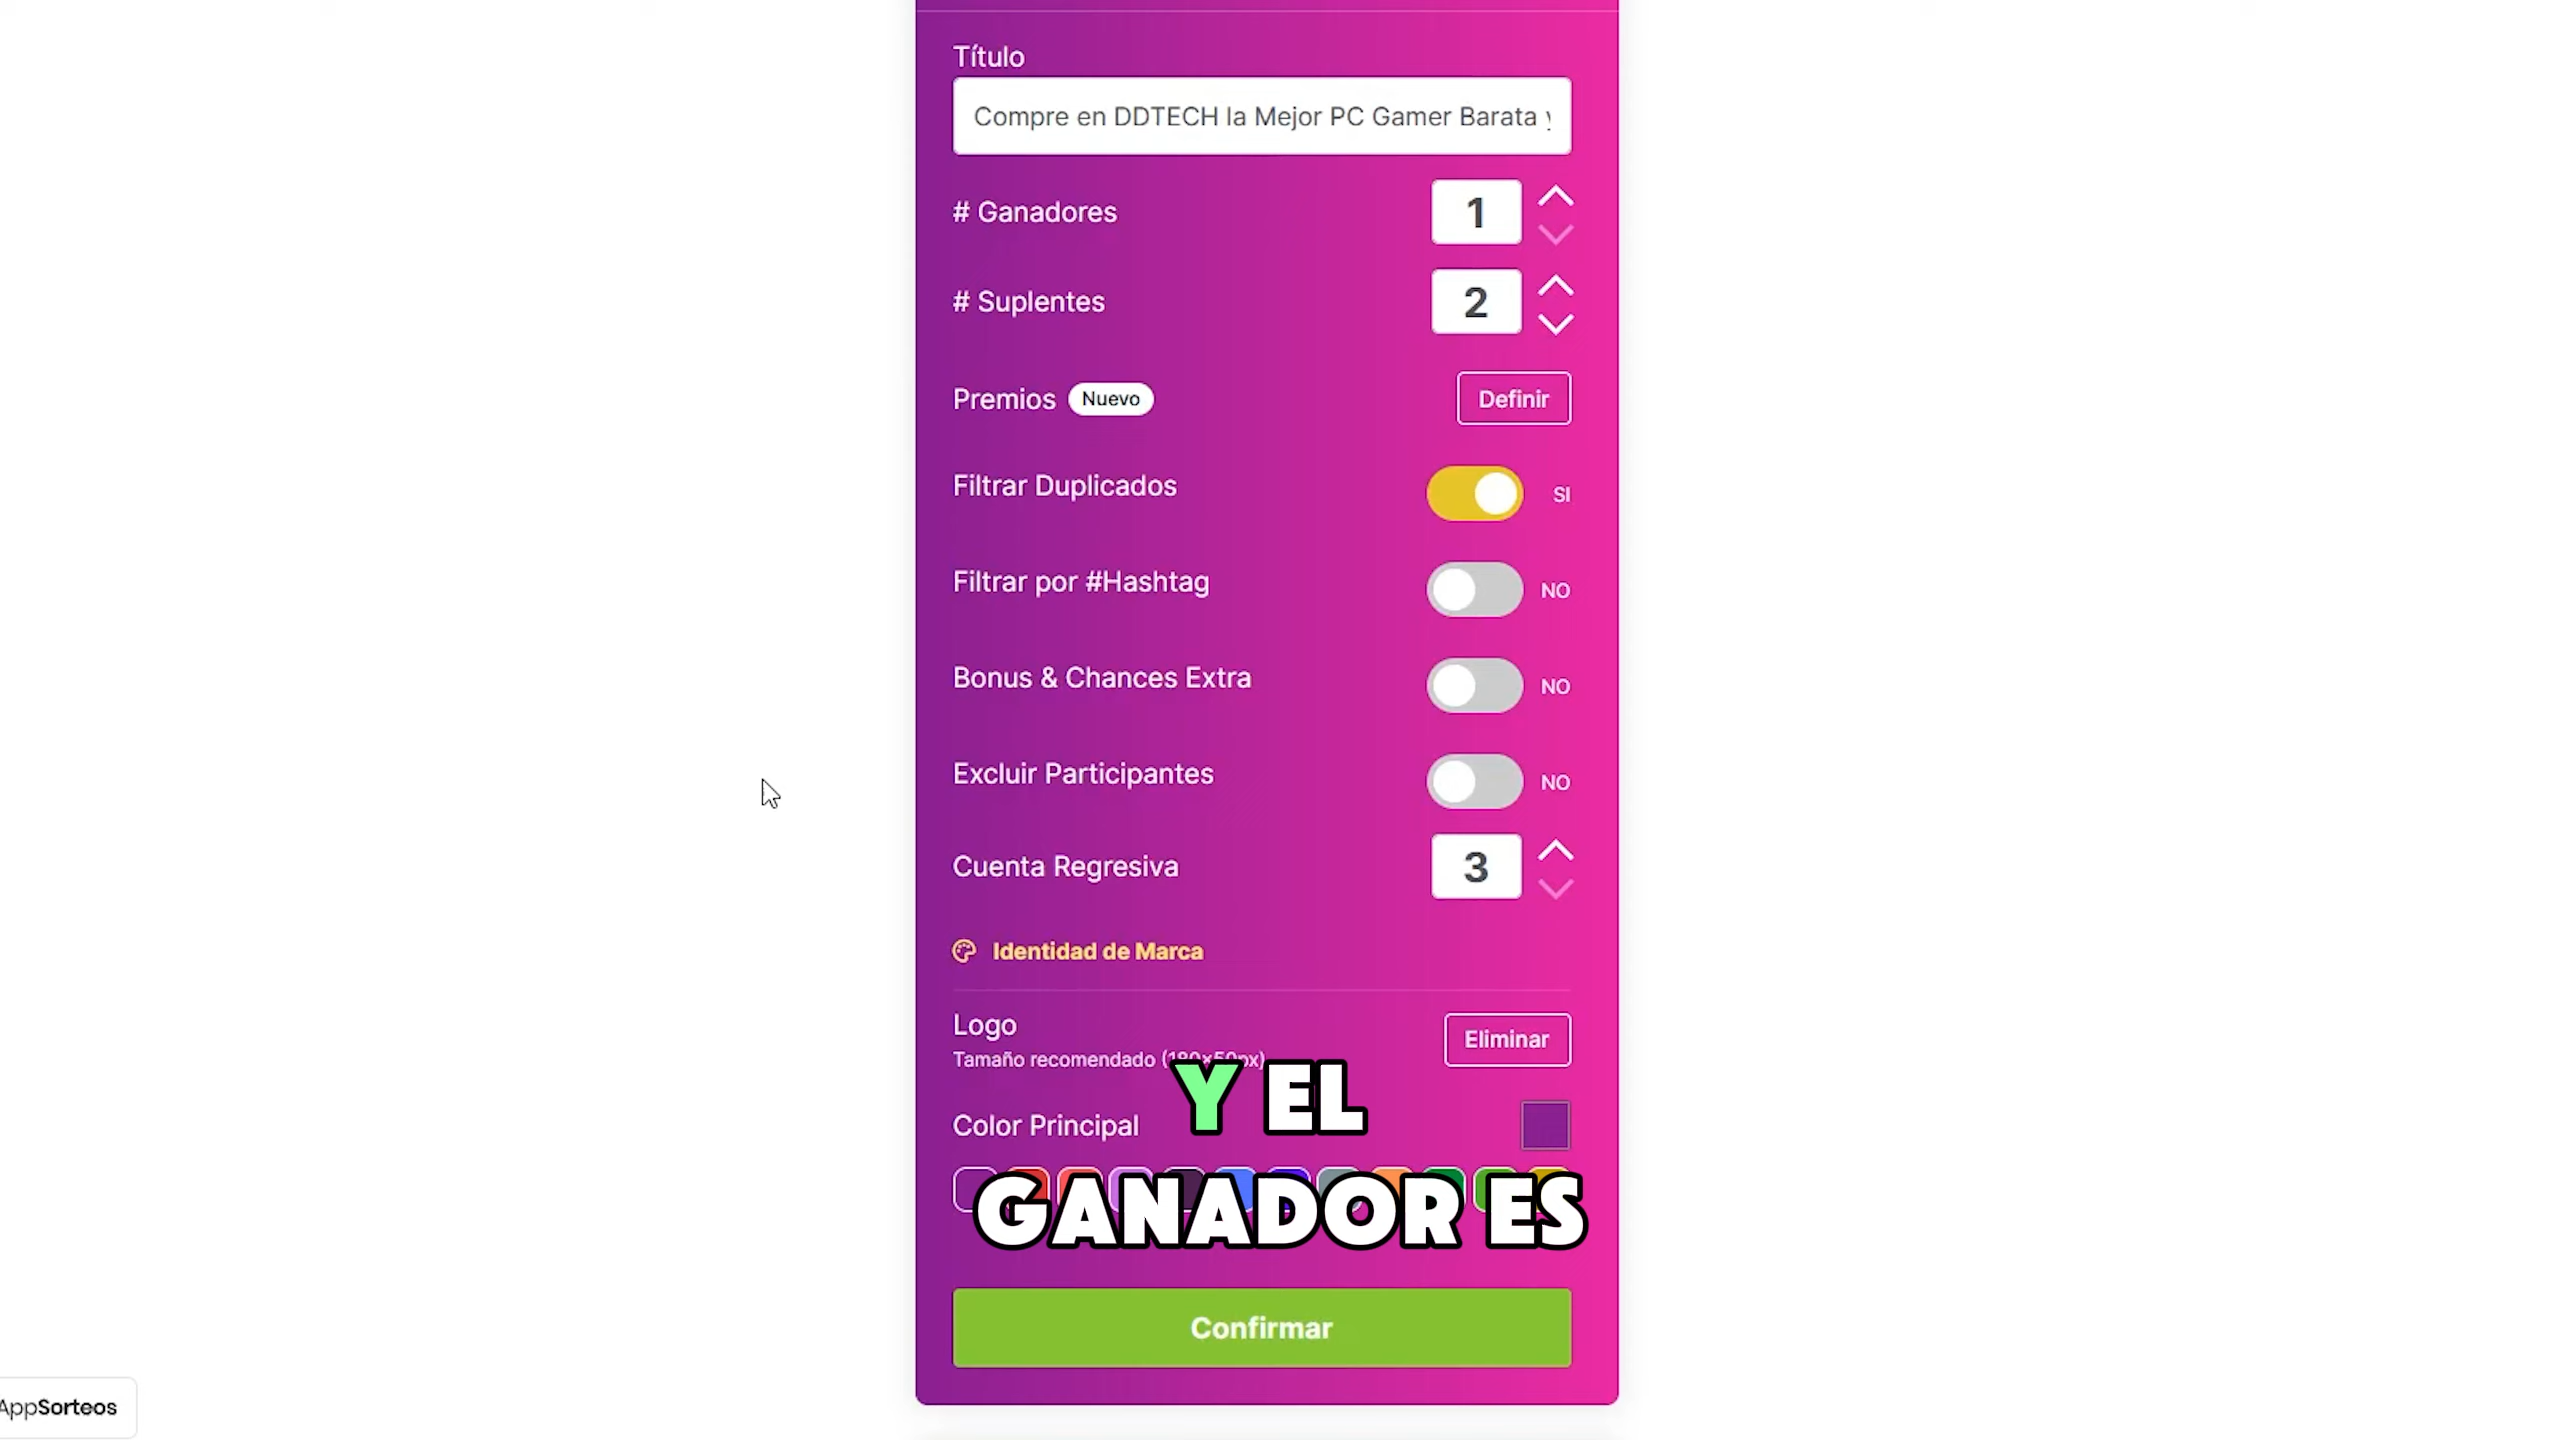 Título
Compre en DDTECH la Mejor PC Gamer Barata y
# Ganadores 1
# Suplentes 2
Premios Nuevo Definir
Filtrar Duplicados SI
Filtrar por #Hashtag NO
Bonus & Chances Extra NO
Excluir Participantes NO
Cuenta Regresiva 3
Identidad de Marca
Logo Eliminar
Tamaño recomendado (180x50px)
Color Principal
Y EL
GANADOR ES
Confirmar
AppSorteos